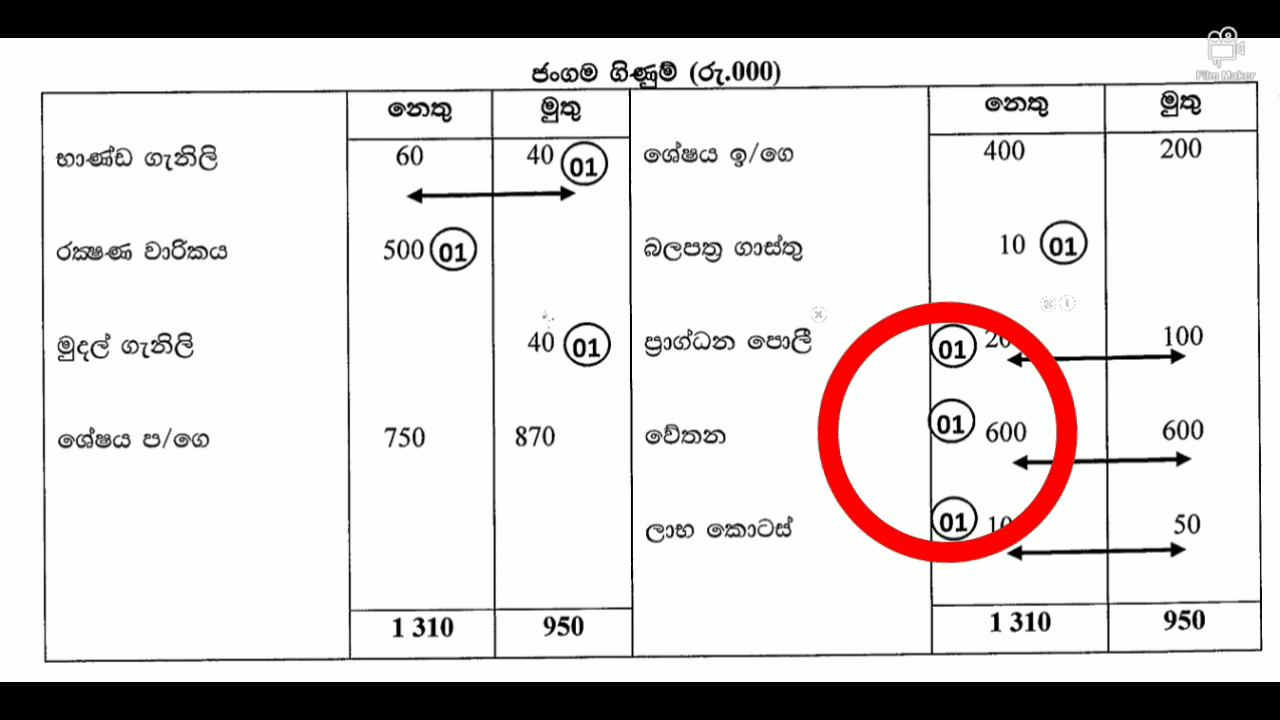 Film Maker
ජංගම ගිණුම් (රු.000)
නෙතු මුතු නෙතු මුතු
භාණ්ඩ ගැනිලි 60 40 01 ශේෂය ඉ/ගෙ 400 200
රක්‍ෂණ වාරිකය 500 01 බලපත්‍ර ගාස්තු 10 01
මුදල් ගැනිලි 40 01 ප්‍රාග්ධන පොලී 01 100
ශේෂය ප/ගෙ 750 870 වේතන 01 600 600
ලාභ කොටස් 01 50
1 310 950 1 310 950